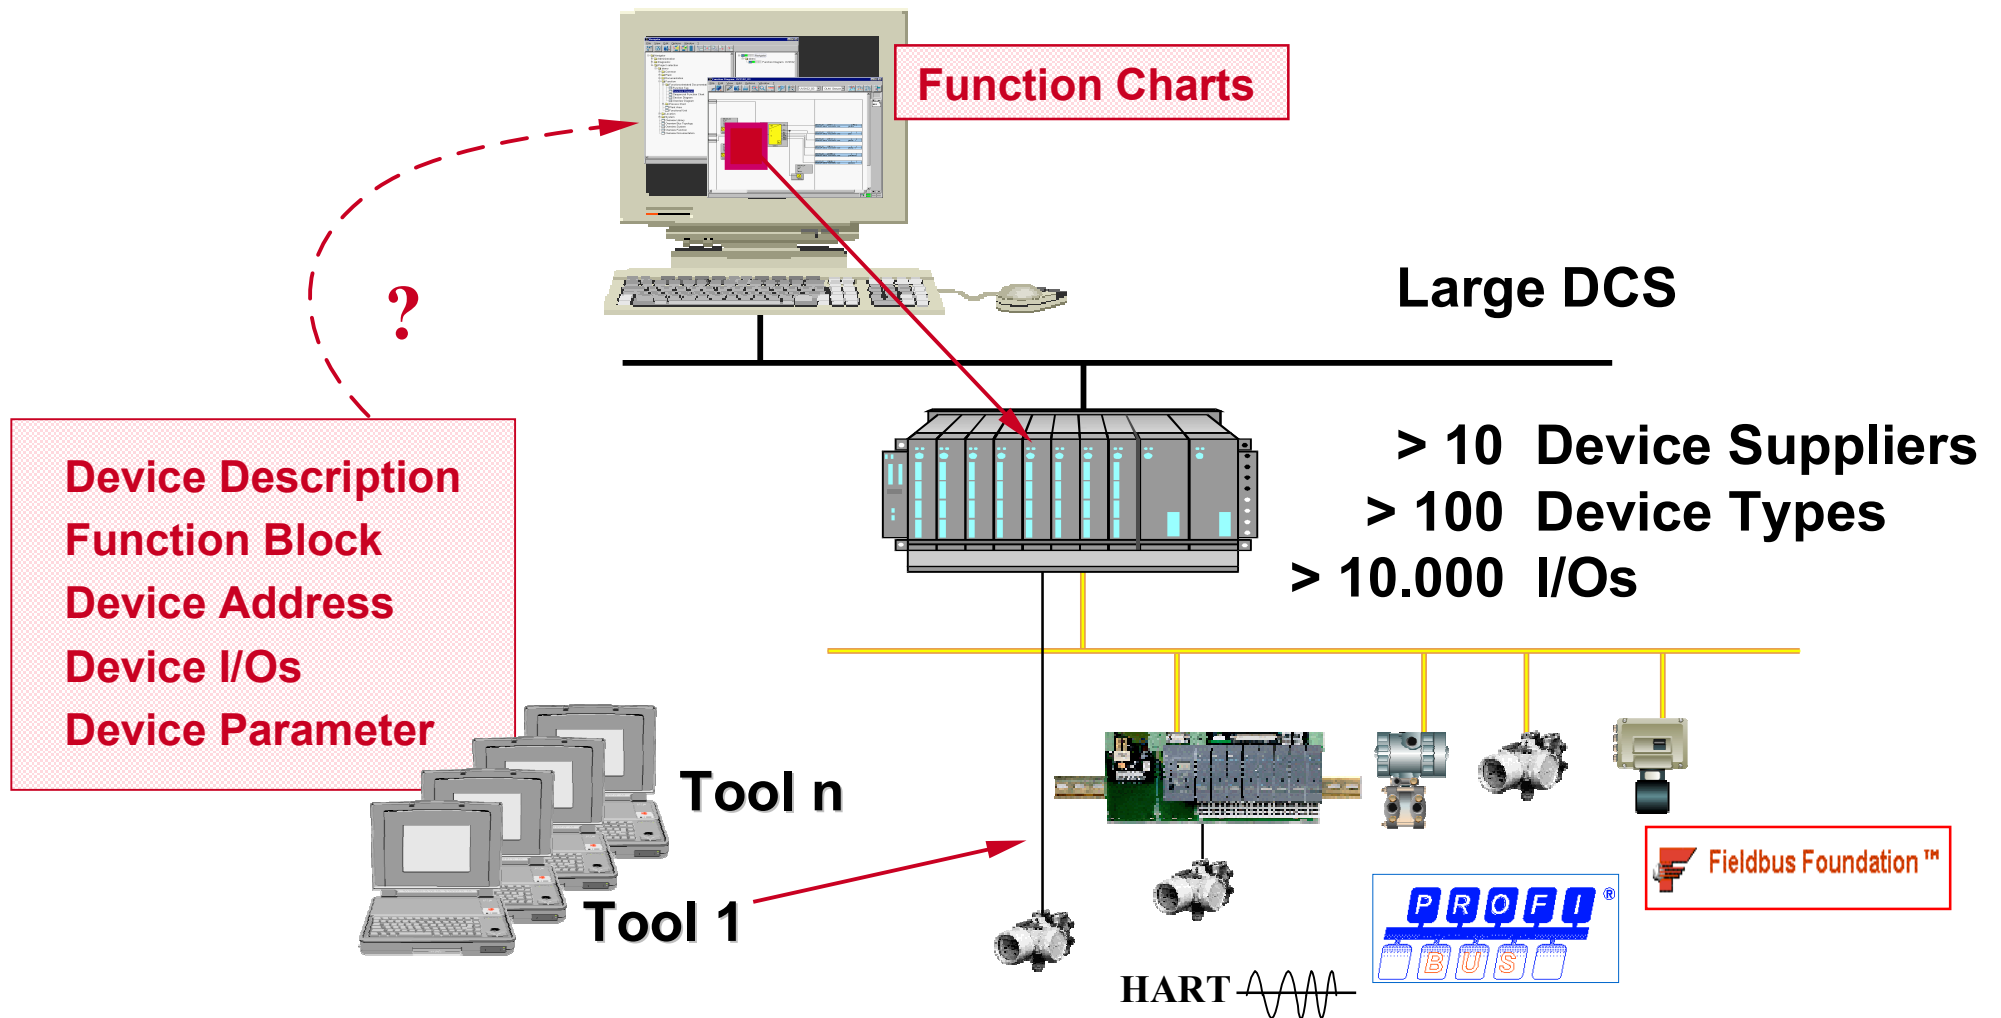 Function Charts
?
Large DCS
> 10 Device Suppliers
> 100 Device Types
> 10.000 I/Os
Device Description
Function Block
Device Address
Device I/Os
Device Parameter
Tool n
Tool 1
Fieldbus Foundation™
PROFI®
BUS
HART